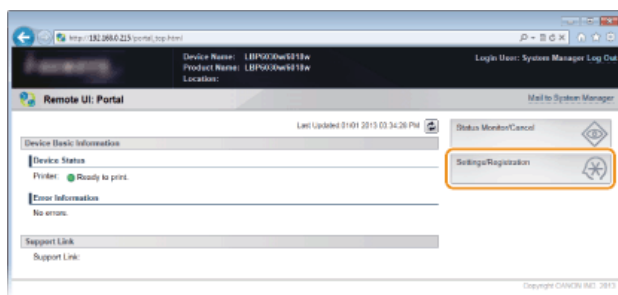 http://192.168.0.215/portal_top.html
Device Name: LBP6030w/6018w
Product Name: LBP6030w/6018w
Location:
Login User: System Manager Log Out
Remote UI: Portal
Mail to System Manager
Last Updated 01/01 2013 03:34:28 PM
Device Basic Information
Device Status
Printer: Ready to print.
Error Information
No errors.
Support Link
Support Link:
Status Monitor/Cancel
Settings/Registration
Copyright CANON INC. 2013